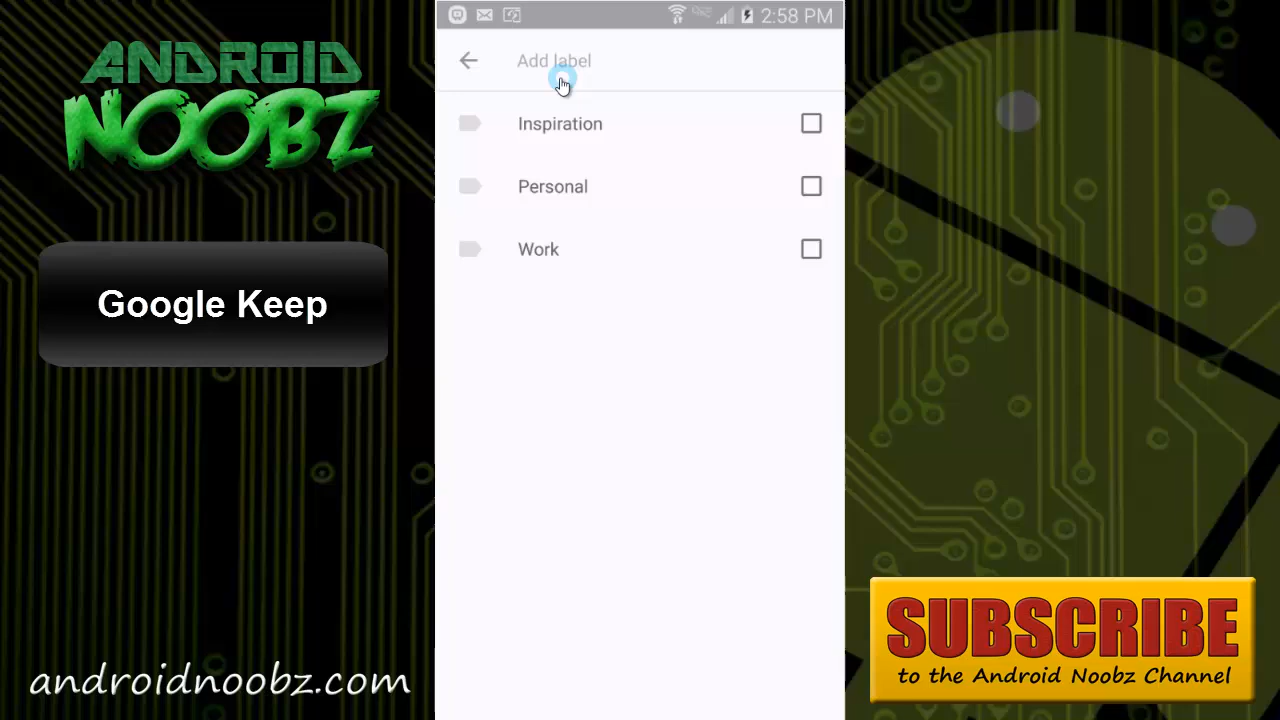 ANDROID
NOOBZ
Google Keep
androidnoobz.com
2:58 PM
Add label
Inspiration
Personal
Work
SUBSCRIBE
to the Android Noobz Channel